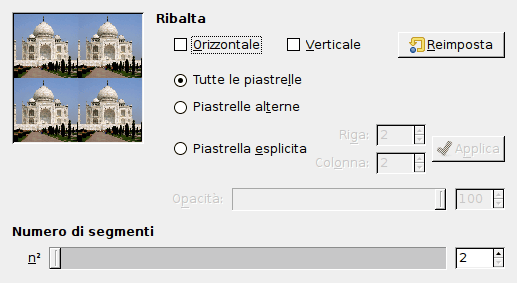 Ribalta
Orizzontale Verticale Reimposta
Tutte le piastrelle
Piastrelle alterne
Riga: 2
Piastrella esplicita
Colonna: 2
Applica
Opacità: 100
Numero di segmenti
n² 2